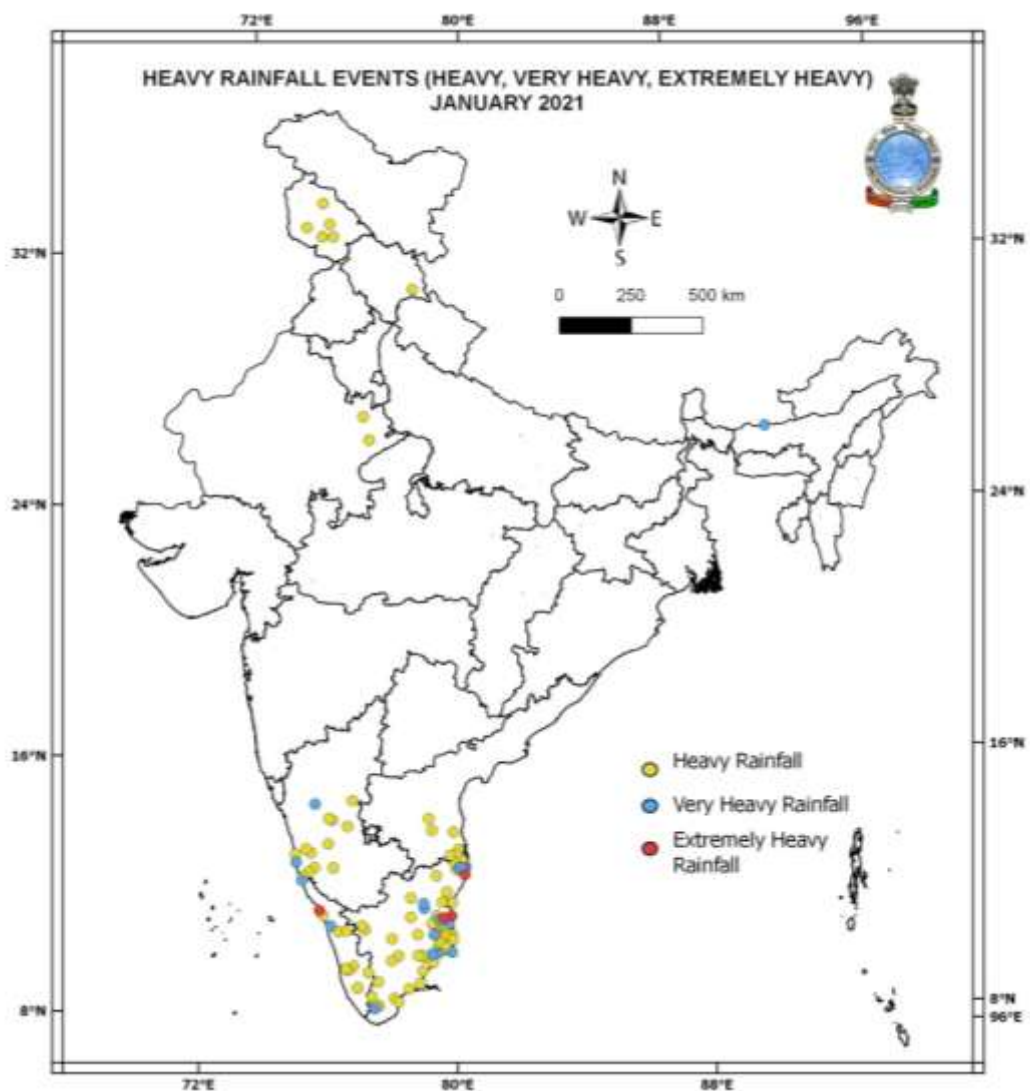 72°E 80°E 88°E 96°E
HEAVY RAINFALL EVENTS (HEAVY, VERY HEAVY, EXTREMELY HEAVY)
JANUARY 2021
N
W E
S
32°N 32°N
0 250 500 km
24°N 24°N
16°N 16°N
Heavy Rainfall
Very Heavy Rainfall
Extremely Heavy
Rainfall
8°N 8°N
96°E
72°E 80°E 88°E